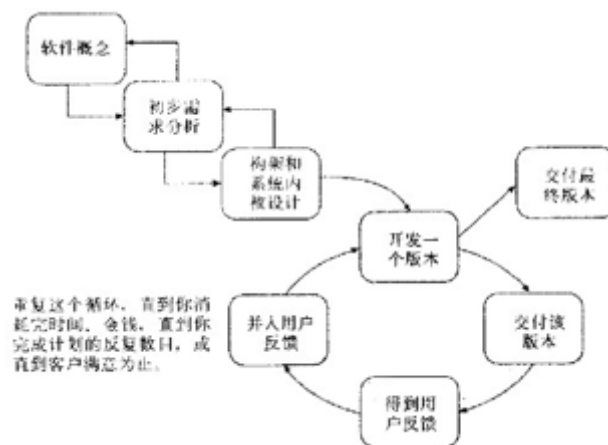 软件概念
初步需
求分析
构架和
系统内
核设计
交付最
终版本
开发一
个版本
重复这个循环，直到你消
耗完时间、金钱，直到你
完成计划的反复数目，或
直到客户满意为止。
并入用户
反馈
交付该
版本
得到用
户反馈